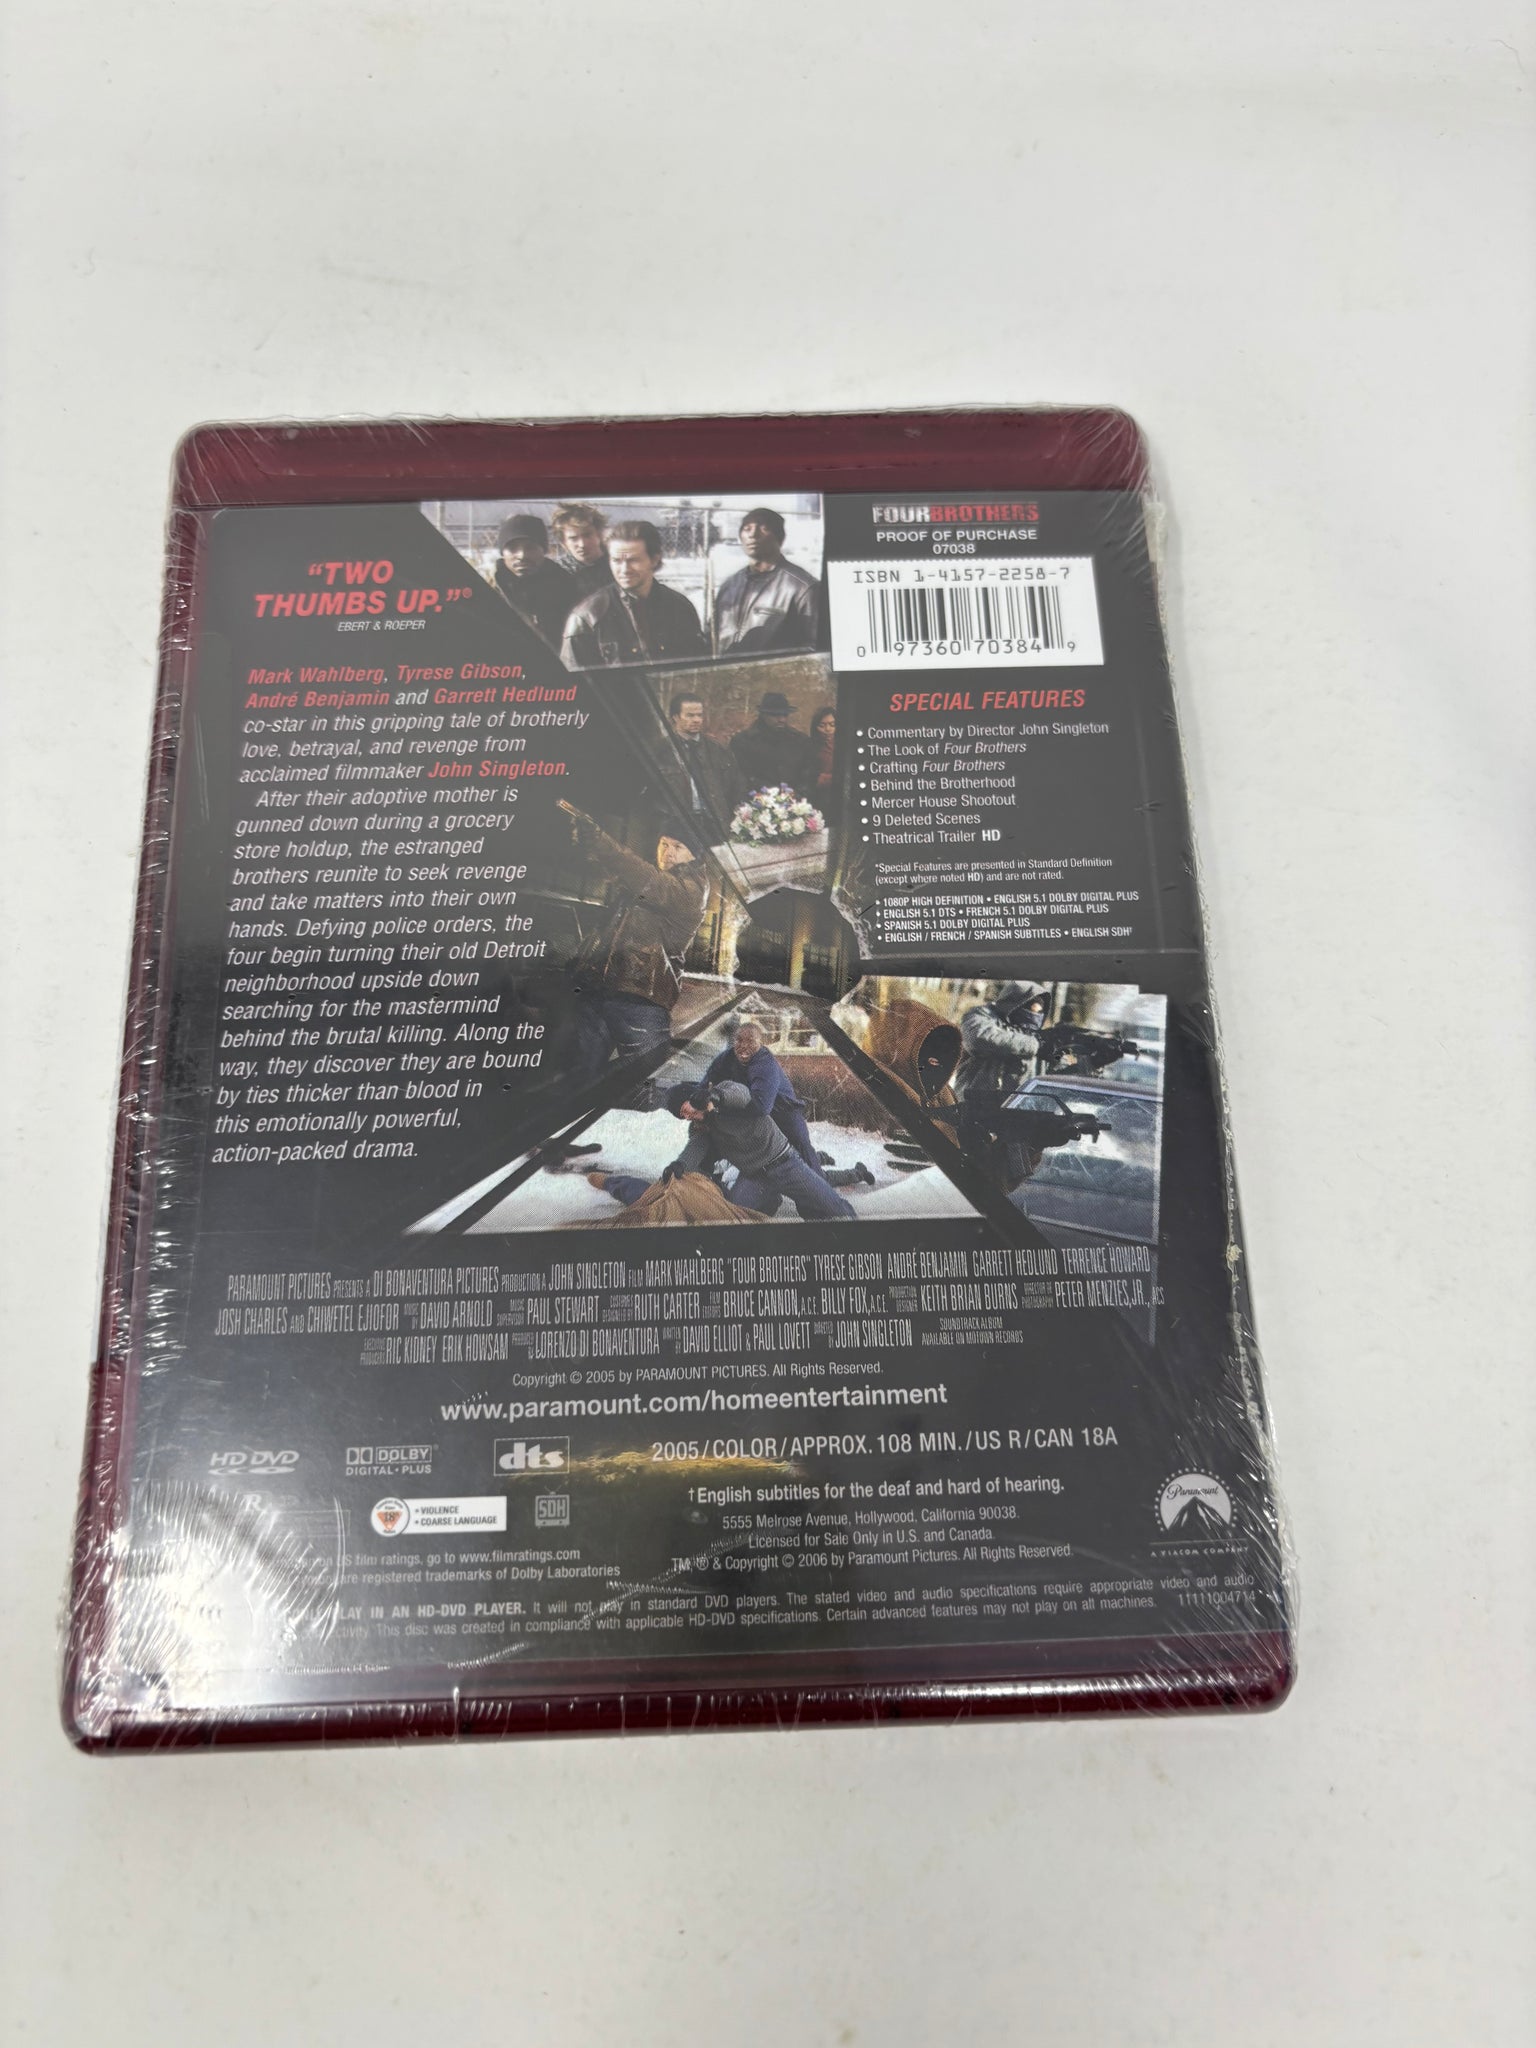 "TWO
THUMBS UP."®
EBERT & ROEPER
Mark Wahlberg, Tyrese Gibson,
André Benjamin and Garrett Hedlund
co-star in this gripping tale of brotherly
love, betrayal, and revenge from
acclaimed filmmaker John Singleton.
After their adoptive mother is
gunned down during a grocery
store holdup, the estranged
brothers reunite to seek revenge
and take matters into their own
hands. Defying police orders, the
four begin turning their old Detroit
neighborhood upside down
searching for the mastermind
behind the brutal killing. Along the
way, they discover they are bound
by ties thicker than blood in
this emotionally powerful,
action-packed drama.
FOURBROTHERS
PROOF OF PURCHASE
07038
ISBN 1-4157-2258-7
0 97360 70384 9
SPECIAL FEATURES
• Commentary by Director John Singleton
• The Look of Four Brothers
• Crafting Four Brothers
• Behind the Brotherhood
• Mercer House Shootout
• 9 Deleted Scenes
• Theatrical Trailer HD
*Special Features are presented in Standard Definition
(except where noted HD) and are not rated.
• 1080P HIGH DEFINITION • ENGLISH 5.1 DOLBY DIGITAL PLUS
• ENGLISH 5.1 DTS • FRENCH 5.1 DOLBY DIGITAL PLUS
• SPANISH 5.1 DOLBY DIGITAL PLUS
• ENGLISH / FRENCH / SPANISH SUBTITLES • ENGLISH SDH†
PARAMOUNT PICTURES PRESENTS A DI BONAVENTURA PICTURES PRODUCTION A JOHN SINGLETON FILM MARK WAHLBERG "FOUR BROTHERS" TYRESE GIBSON ANDRÉ BENJAMIN GARRETT HEDLUND TERRENCE HOWARD
JOSH CHARLES AND CHIWETEL EJIOFOR MUSIC BY DAVID ARNOLD MUSIC SUPERVISOR PAUL STEWART COSTUMES DESIGNED BY RUTH CARTER FILM EDITORS BRUCE CANNON, A.C.E. BILLY FOX, A.C.E. PRODUCTION DESIGNER KEITH BRIAN BURNS DIRECTOR OF PHOTOGRAPHY PETER MENZIES, JR., ACS
EXECUTIVE PRODUCERS RIC KIDNEY ERIK HOWSAM PRODUCED BY LORENZO DI BONAVENTURA WRITTEN BY DAVID ELLIOT & PAUL LOVETT DIRECTED BY JOHN SINGLETON SOUNDTRACK ALBUM AVAILABLE ON MOTOWN RECORDS
Copyright © 2005 by PARAMOUNT PICTURES. All Rights Reserved.
www.paramount.com/homeentertainment
HD DVD
DOLBY
DIGITAL • PLUS
dts
2005/COLOR/APPROX. 108 MIN./US R/CAN 18A
R
18
• VIOLENCE
• COARSE LANGUAGE
SDH
†English subtitles for the deaf and hard of hearing.
5555 Melrose Avenue, Hollywood, California 90038.
Licensed for Sale Only in U.S. and Canada.
TM, ® & Copyright © 2006 by Paramount Pictures. All Rights Reserved.
Paramount
A VIACOM COMPANY
on US film ratings, go to www.filmratings.com
are registered trademarks of Dolby Laboratories
PLAY IN AN HD-DVD PLAYER. It will not play in standard DVD players. The stated video and audio specifications require appropriate video and audio
This disc was created in compliance with applicable HD-DVD specifications. Certain advanced features may not play on all machines. 11111004714